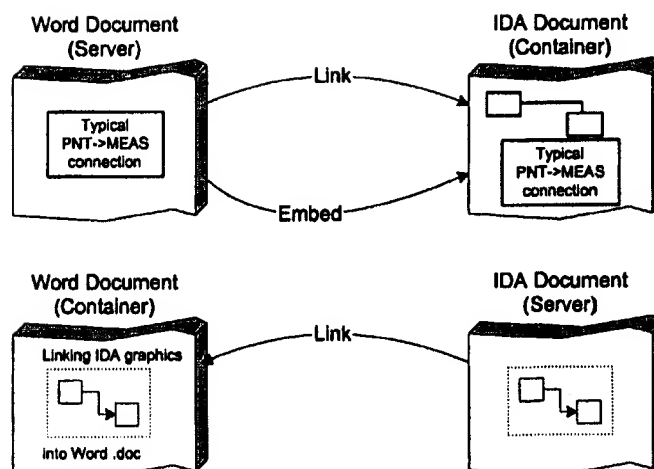 Word Document
(Server)
IDA Document
(Container)
Link
Typical
PNT->MEAS
connection
Typical
PNT->MEAS
connection
Embed
Word Document
(Container)
IDA Document
(Server)
Link
Linking IDA graphics
into Word .doc